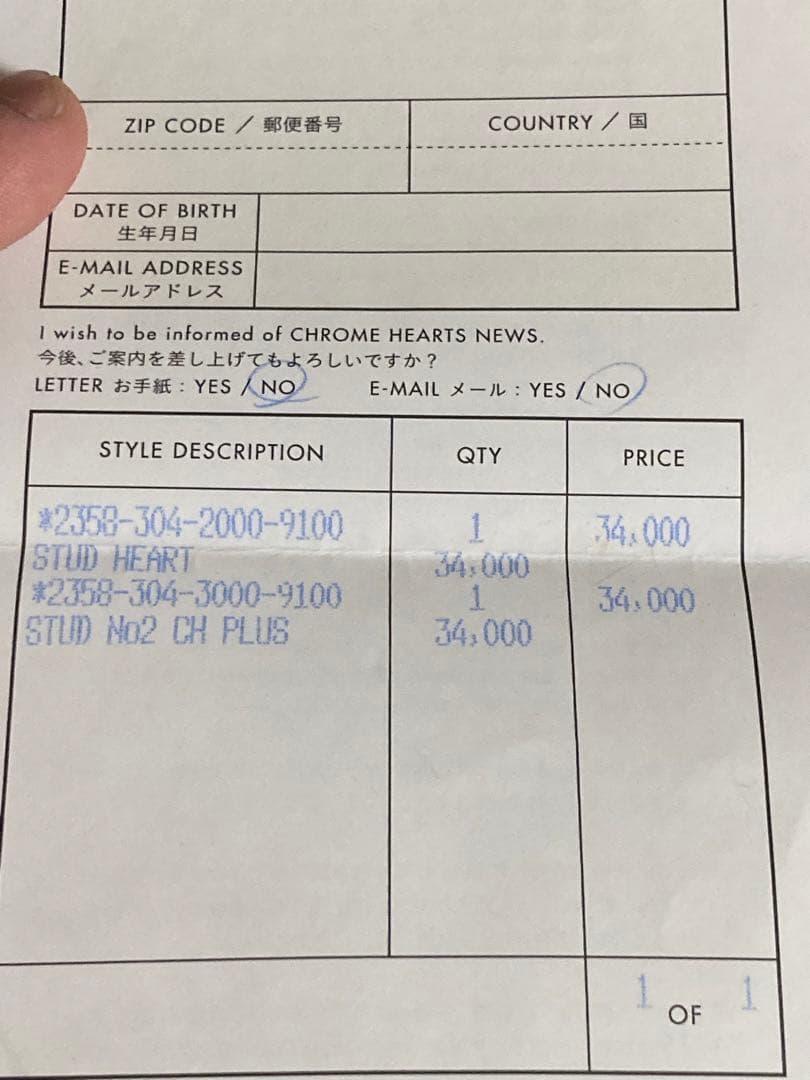 ZIP CODE / 郵便番号 COUNTRY / 国
DATE OF BIRTH
生年月日
E-MAIL ADDRESS
メールアドレス
I wish to be informed of CHROME HEARTS NEWS.
今後、ご案内を差し上げてもよろしいですか?
LETTER お手紙 : YES / NO E-MAIL メール : YES / NO
STYLE DESCRIPTION QTY PRICE
*2358-304-2000-9100 1 34,000
STUD HEART 34,000
*2358-304-3000-9100 1 34,000
STUD No2 CH PLUS 34,000
1 OF 1